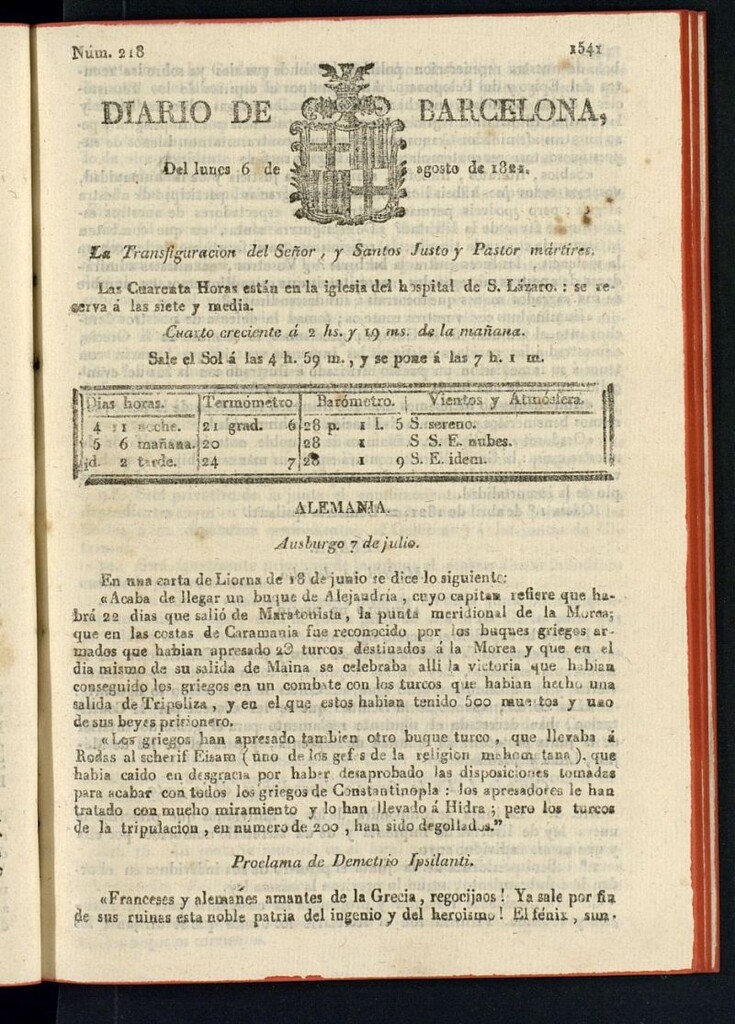 Núm. 218 1541
DIARIO DE BARCELONA,
Del lunes 6 de agosto de 1821.
La Transfiguracion del Señor, y Santos Justo y Pastor mártires.
Las Cuarenta Horas están en la iglesia del hospital de S. Lázaro. : se re-
serva á las siete y media.
Cuarto creciente á 2 hs. y 19 ms. de la mañana.
Sale el Sol á las 4 h. 59 m., y se pone á las 7 h. 1 m.
Dias horas. Termómetro. Barómetro. Vientos y Atmósfera.
4 11 noche. 21 grad. 6 28 p. 1 l. 5 S. sereno.
5 6 mañana. 20 28 1 S. S. E. nubes.
id. 2 tarde. 24 7 28 1 9 S. E. idem.
ALEMANIA.
Ausburgo 7 de julio.
En una carta de Liorna de 18 de junio se dice lo siguiente:
«Acaba de llegar un buque de Alejandría, cuyo capitan refiere que ha-
brá 22 dias que salió de Maratonista, la punta meridional de la Morea;
que en las costas de Caramania fue reconocido por los buques griegos ar-
mados que habian apresado 29 turcos destinados á la Morea y que en el
dia mismo de su salida de Maina se celebraba alli la victoria que habian
conseguido los griegos en un combate con los turcos que habian hecho una
salida de Tripoliza, y en el que estos habian tenido 500 muertos y uno
de sus beyes prisionero.
«Los griegos han apresado tambien otro buque turco, que llevaba á
Rodas al scherif Eisam (uno de los gefes de la religion mahometana), que
habia caido en desgracia por haber desaprobado las disposiciones tomadas
para acabar con todos los griegos de Constantinopla : los apresadores le han
tratado con mucho miramiento y lo han llevado á Hidra ; pero los turcos
de la tripulacion, en número de 200, han sido degollados.”
Proclama de Demetrio Ipsilanti.
«Franceses y alemanes amantes de la Grecia, regocijaos! Ya sale por fin
de sus ruinas esta noble patria del ingenio y del heroismo! El fénix, sun-